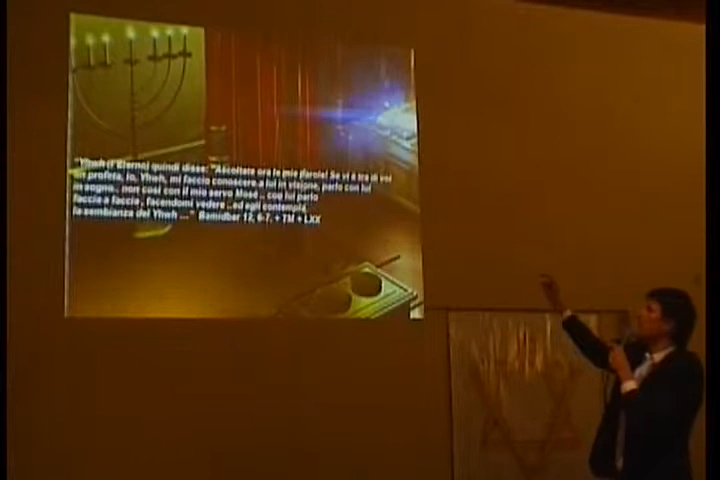 "Yhwh (l' Eterno) quindi disse: "Ascoltate ora le mie parole! Se vi è tra di voi
un profeta, io, Yhwh, mi faccio conoscere a lui in visione, parlo con lui
in sogno.. non così con il mio servo Mosè .. con lui parlo
faccia a faccia , facendomi vedere ..ed egli contempla
la sembianza del Yhwh ---" Bamidbar 12, 6-7, + TM + LXX